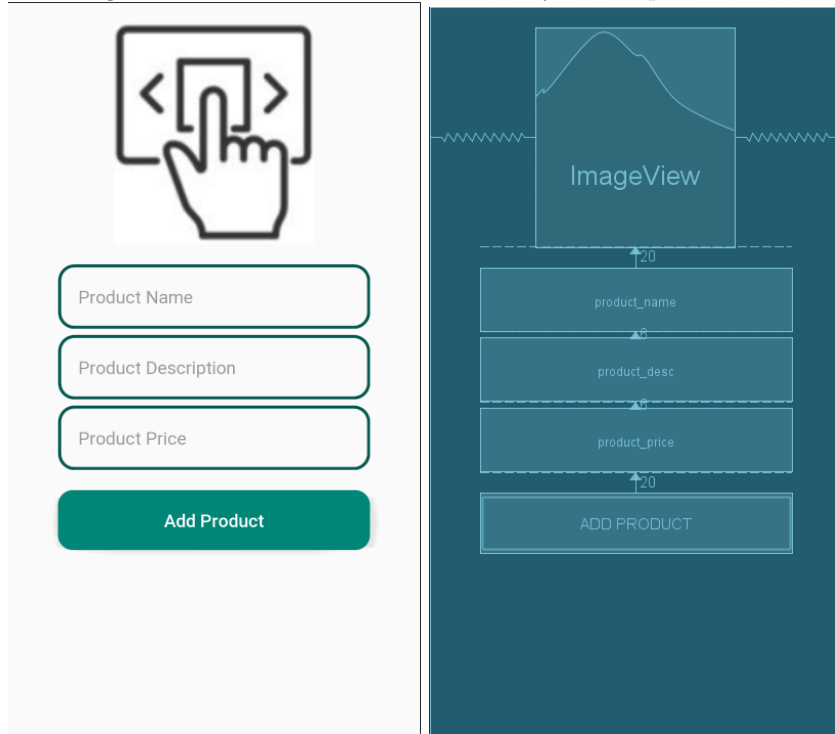 Product Name
Product Description
Product Price
Add Product
ImageView
20
product_name
8
product_desc
8
product_price
20
ADD PRODUCT